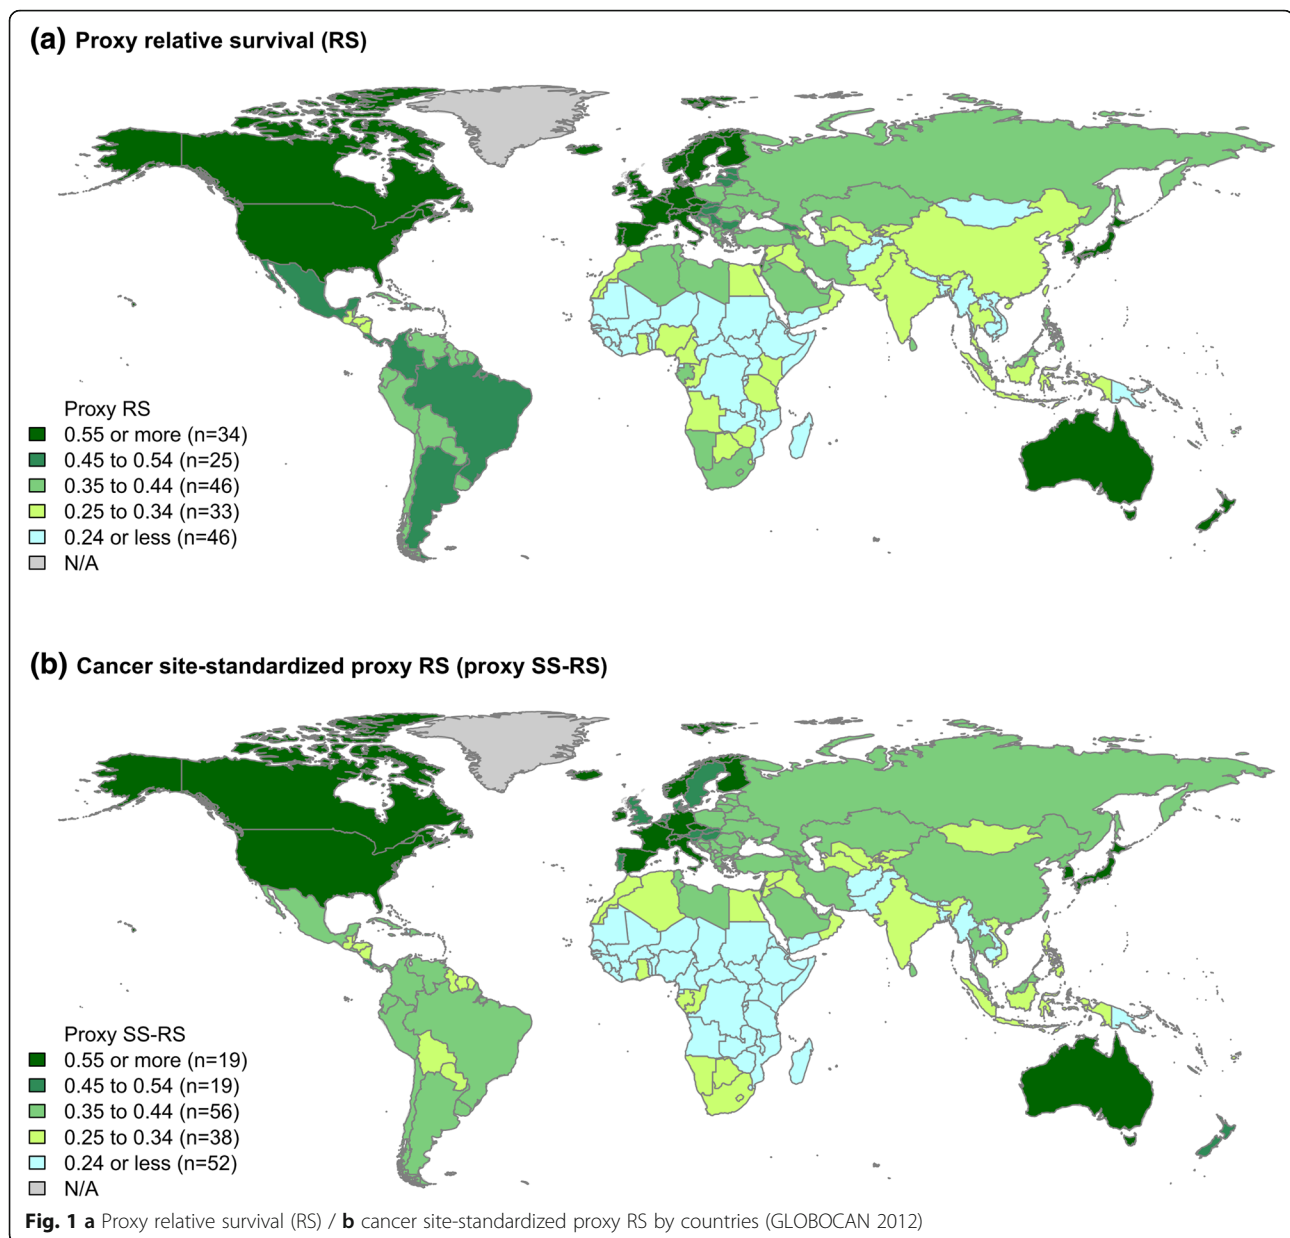 (a) Proxy relative survival (RS)
Proxy RS
0.55 or more (n=34)
0.45 to 0.54 (n=25)
0.35 to 0.44 (n=46)
0.25 to 0.34 (n=33)
0.24 or less (n=46)
N/A
(b) Cancer site-standardized proxy RS (proxy SS-RS)
Proxy SS-RS
0.55 or more (n=19)
0.45 to 0.54 (n=19)
0.35 to 0.44 (n=56)
0.25 to 0.34 (n=38)
0.24 or less (n=52)
N/A
Fig. 1 a Proxy relative survival (RS) / b cancer site-standardized proxy RS by countries (GLOBOCAN 2012)